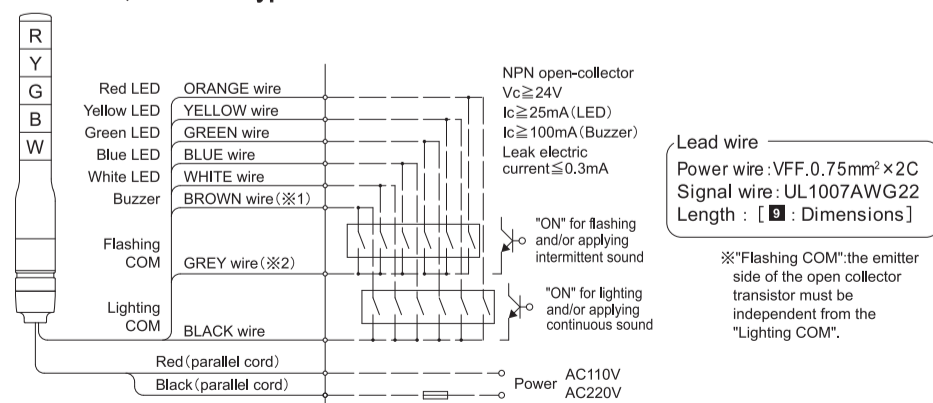 R
Y
G
B
W
Red LED ORANGE wire
Yellow LED YELLOW wire
Green LED GREEN wire
Blue LED BLUE wire
White LED WHITE wire
Buzzer BROWN wire(※1)
Flashing
COM
GREY wire(※2)
Lighting
COM
BLACK wire
Red(parallel cord)
Black(parallel cord)
NPN open-collector
Vc≧24V
Ic≧25mA(LED)
Ic≧100mA(Buzzer)
Leak electric
current≦0.3mA
"ON" for flashing
and/or applying
intermittent sound
"ON" for lighting
and/or applying
continuous sound
Power AC110V
AC220V
Lead wire
Power wire:VFF.0.75mm²×2C
Signal wire:UL1007AWG22
Length : [9 : Dimensions]
※"Flashing COM":the emitter
side of the open collector
transistor must be
independent from the
"Lighting COM".